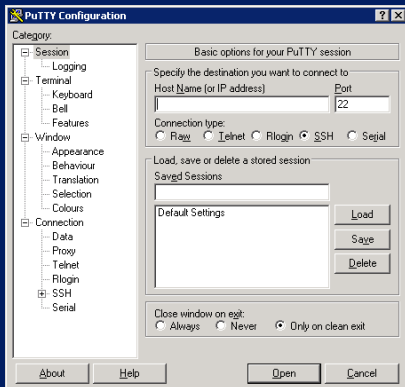 PuTTY Configuration
Category:
Session
Logging
Terminal
Keyboard
Bell
Features
Window
Appearance
Behaviour
Translation
Selection
Colours
Connection
Data
Proxy
Telnet
Rlogin
SSH
Serial
Basic options for your PuTTY session
Specify the destination you want to connect to
Host Name (or IP address) Port
22
Connection type:
Raw Telnet Rlogin SSH Serial
Load, save or delete a stored session
Saved Sessions
Default Settings
Load
Save
Delete
Close window on exit:
Always Never Only on clean exit
About Help Open Cancel